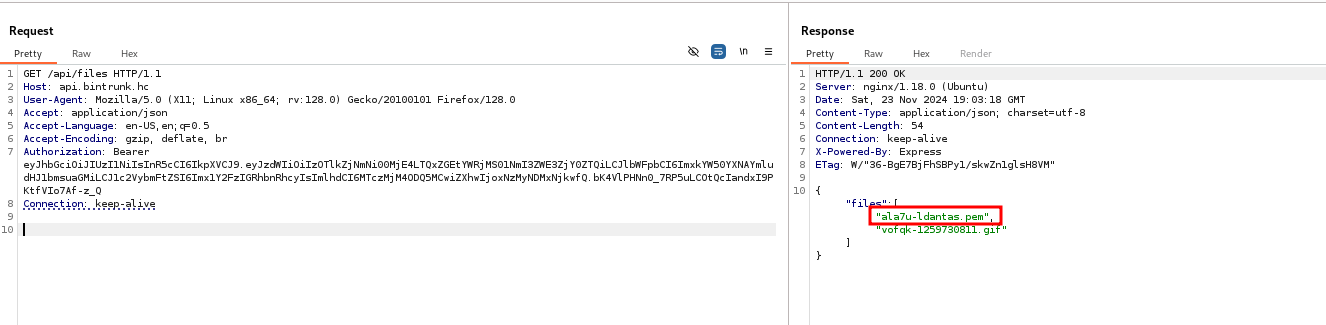 Request
Pretty Raw Hex
\n
1 GET /api/files HTTP/1.1
2 Host: api.bintrunk.hc
3 User-Agent: Mozilla/5.0 (X11; Linux x86_64; rv:128.0) Gecko/20100101 Firefox/128.0
4 Accept: application/json
5 Accept-Language: en-US,en;q=0.5
6 Accept-Encoding: gzip, deflate, br
7 Authorization: Bearer
8 Connection: keep-alive
9
10
Response
Pretty Raw Hex Render
1 HTTP/1.1 200 OK
2 Server: nginx/1.18.0 (Ubuntu)
3 Date: Sat, 23 Nov 2024 19:03:18 GMT
4 Content-Type: application/json; charset=utf-8
5 Content-Length: 54
6 Connection: keep-alive
7 X-Powered-By: Express
8 ETag: W/"36-BgE7BjFhSBPy1/skwZn1glsH8VM"
9
10 {
"files":[
"ala7u-ldantas.pem",
"vofqk-1259730811.gif"
]
}